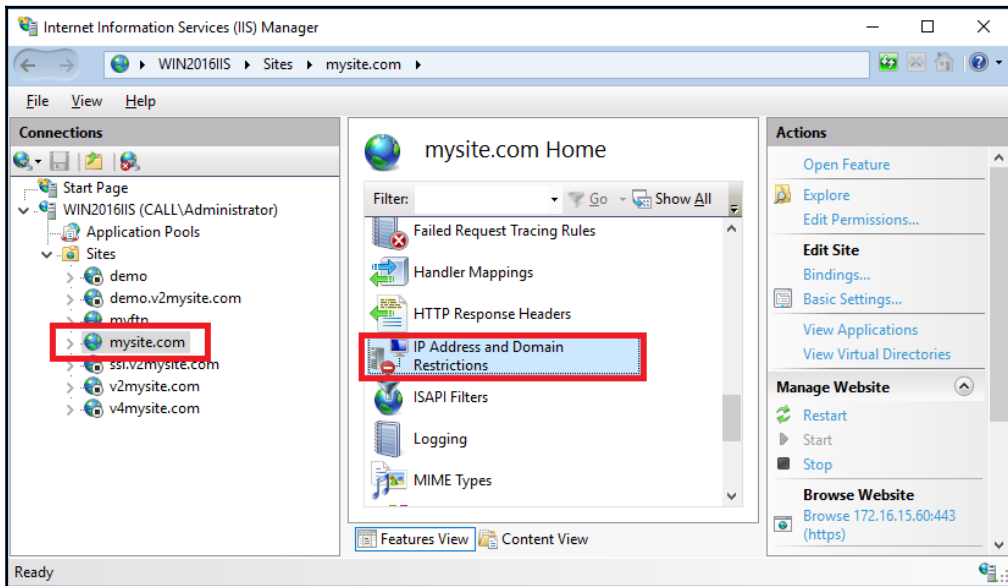 Internet Information Services (IIS) Manager
WIN2016IIS Sites mysite.com
File View Help
Connections
Start Page
WIN2016IIS (CALL\Administrator)
Application Pools
Sites
demo
demo.v2mysite.com
myftp
mysite.com
ssl.v2mysite.com
v2mysite.com
v4mysite.com
mysite.com Home
Filter: Go Show All
Failed Request Tracing Rules
Handler Mappings
HTTP Response Headers
IP Address and Domain
Restrictions
ISAPI Filters
Logging
MIME Types
Features View Content View
Actions
Open Feature
Explore
Edit Permissions...
Edit Site
Bindings...
Basic Settings...
View Applications
View Virtual Directories
Manage Website
Restart
Start
Stop
Browse Website
Browse 172.16.15.60:443
(https)
Ready